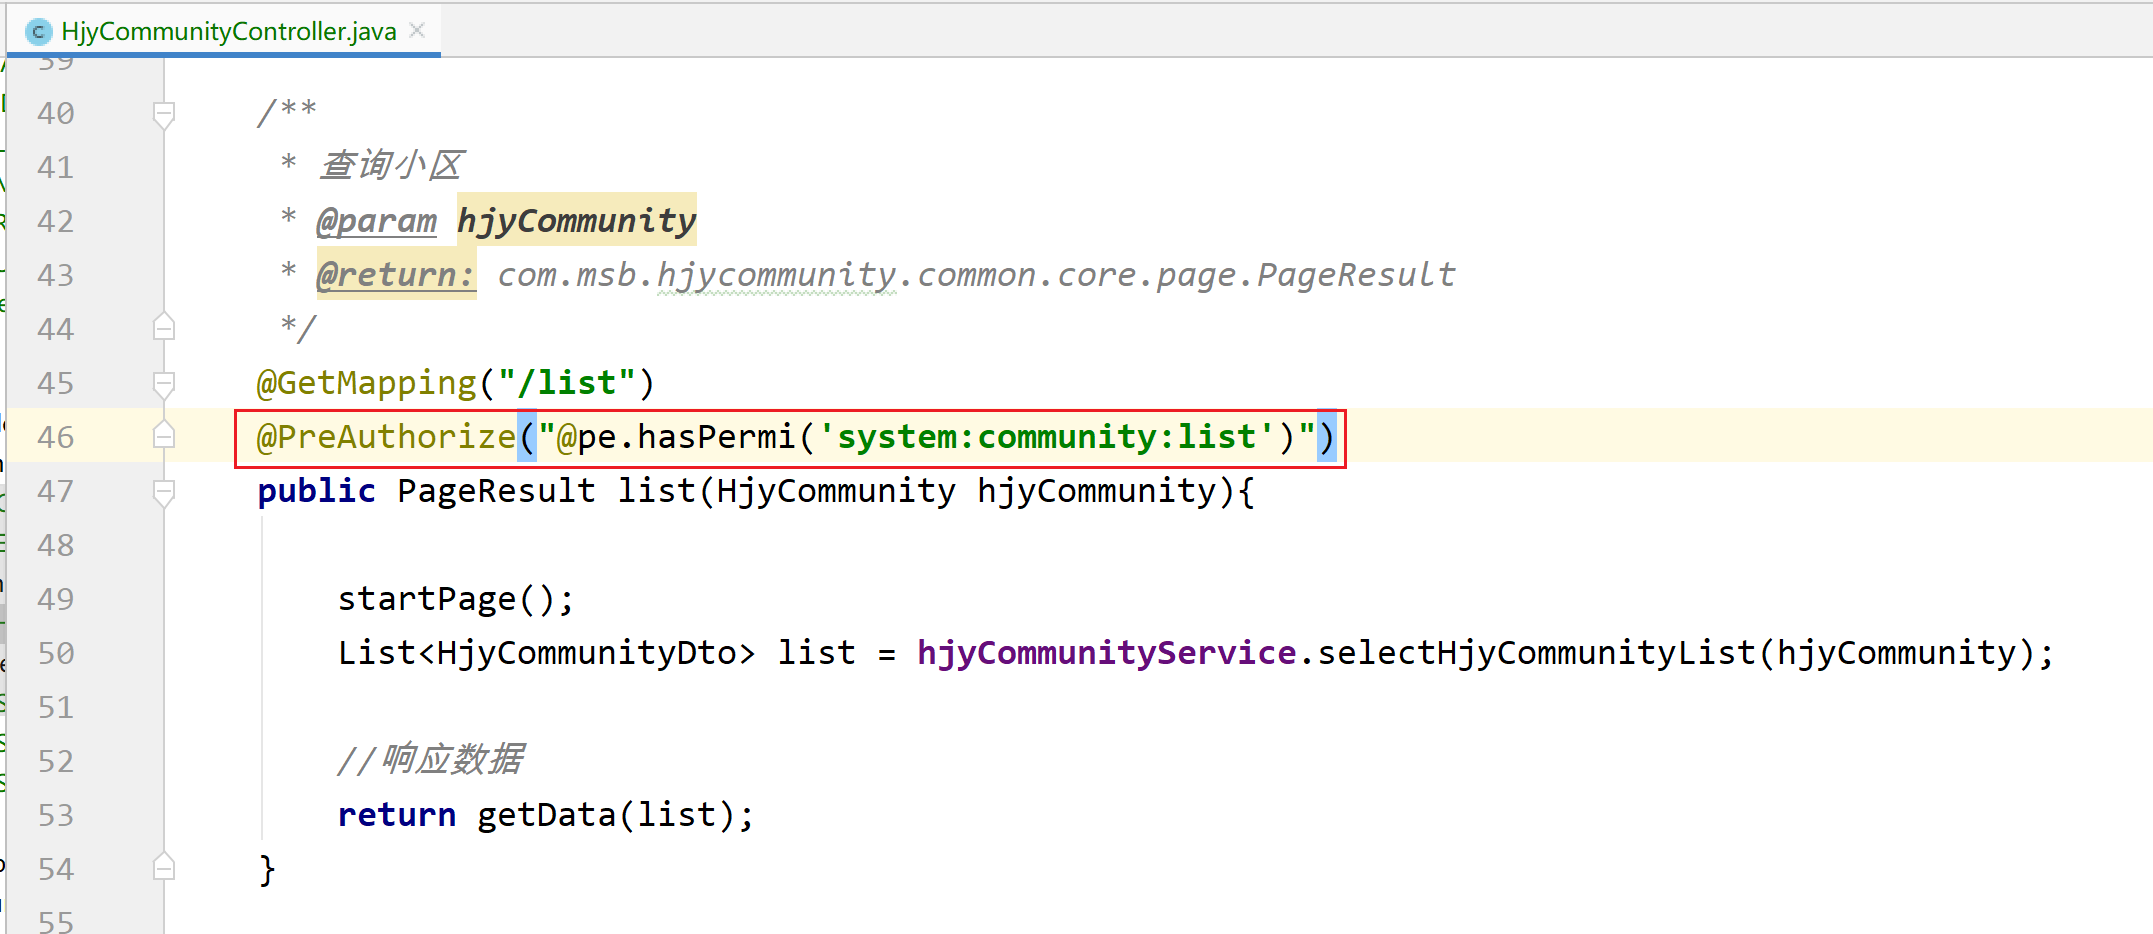 HjyCommunityController.java
39
40 /**
41 * 查询小区
42 * @param hjyCommunity
43 * @return: com.msb.hjycommunity.common.core.page.PageResult
44 */
45 @GetMapping("/list")
46 @PreAuthorize("@pe.hasPermi('system:community:list')")
47 public PageResult list(HjyCommunity hjyCommunity){
48
49 startPage();
50 List<HjyCommunityDto> list = hjyCommunityService.selectHjyCommunityList(hjyCommunity);
51
52 //响应数据
53 return getData(list);
54 }
55